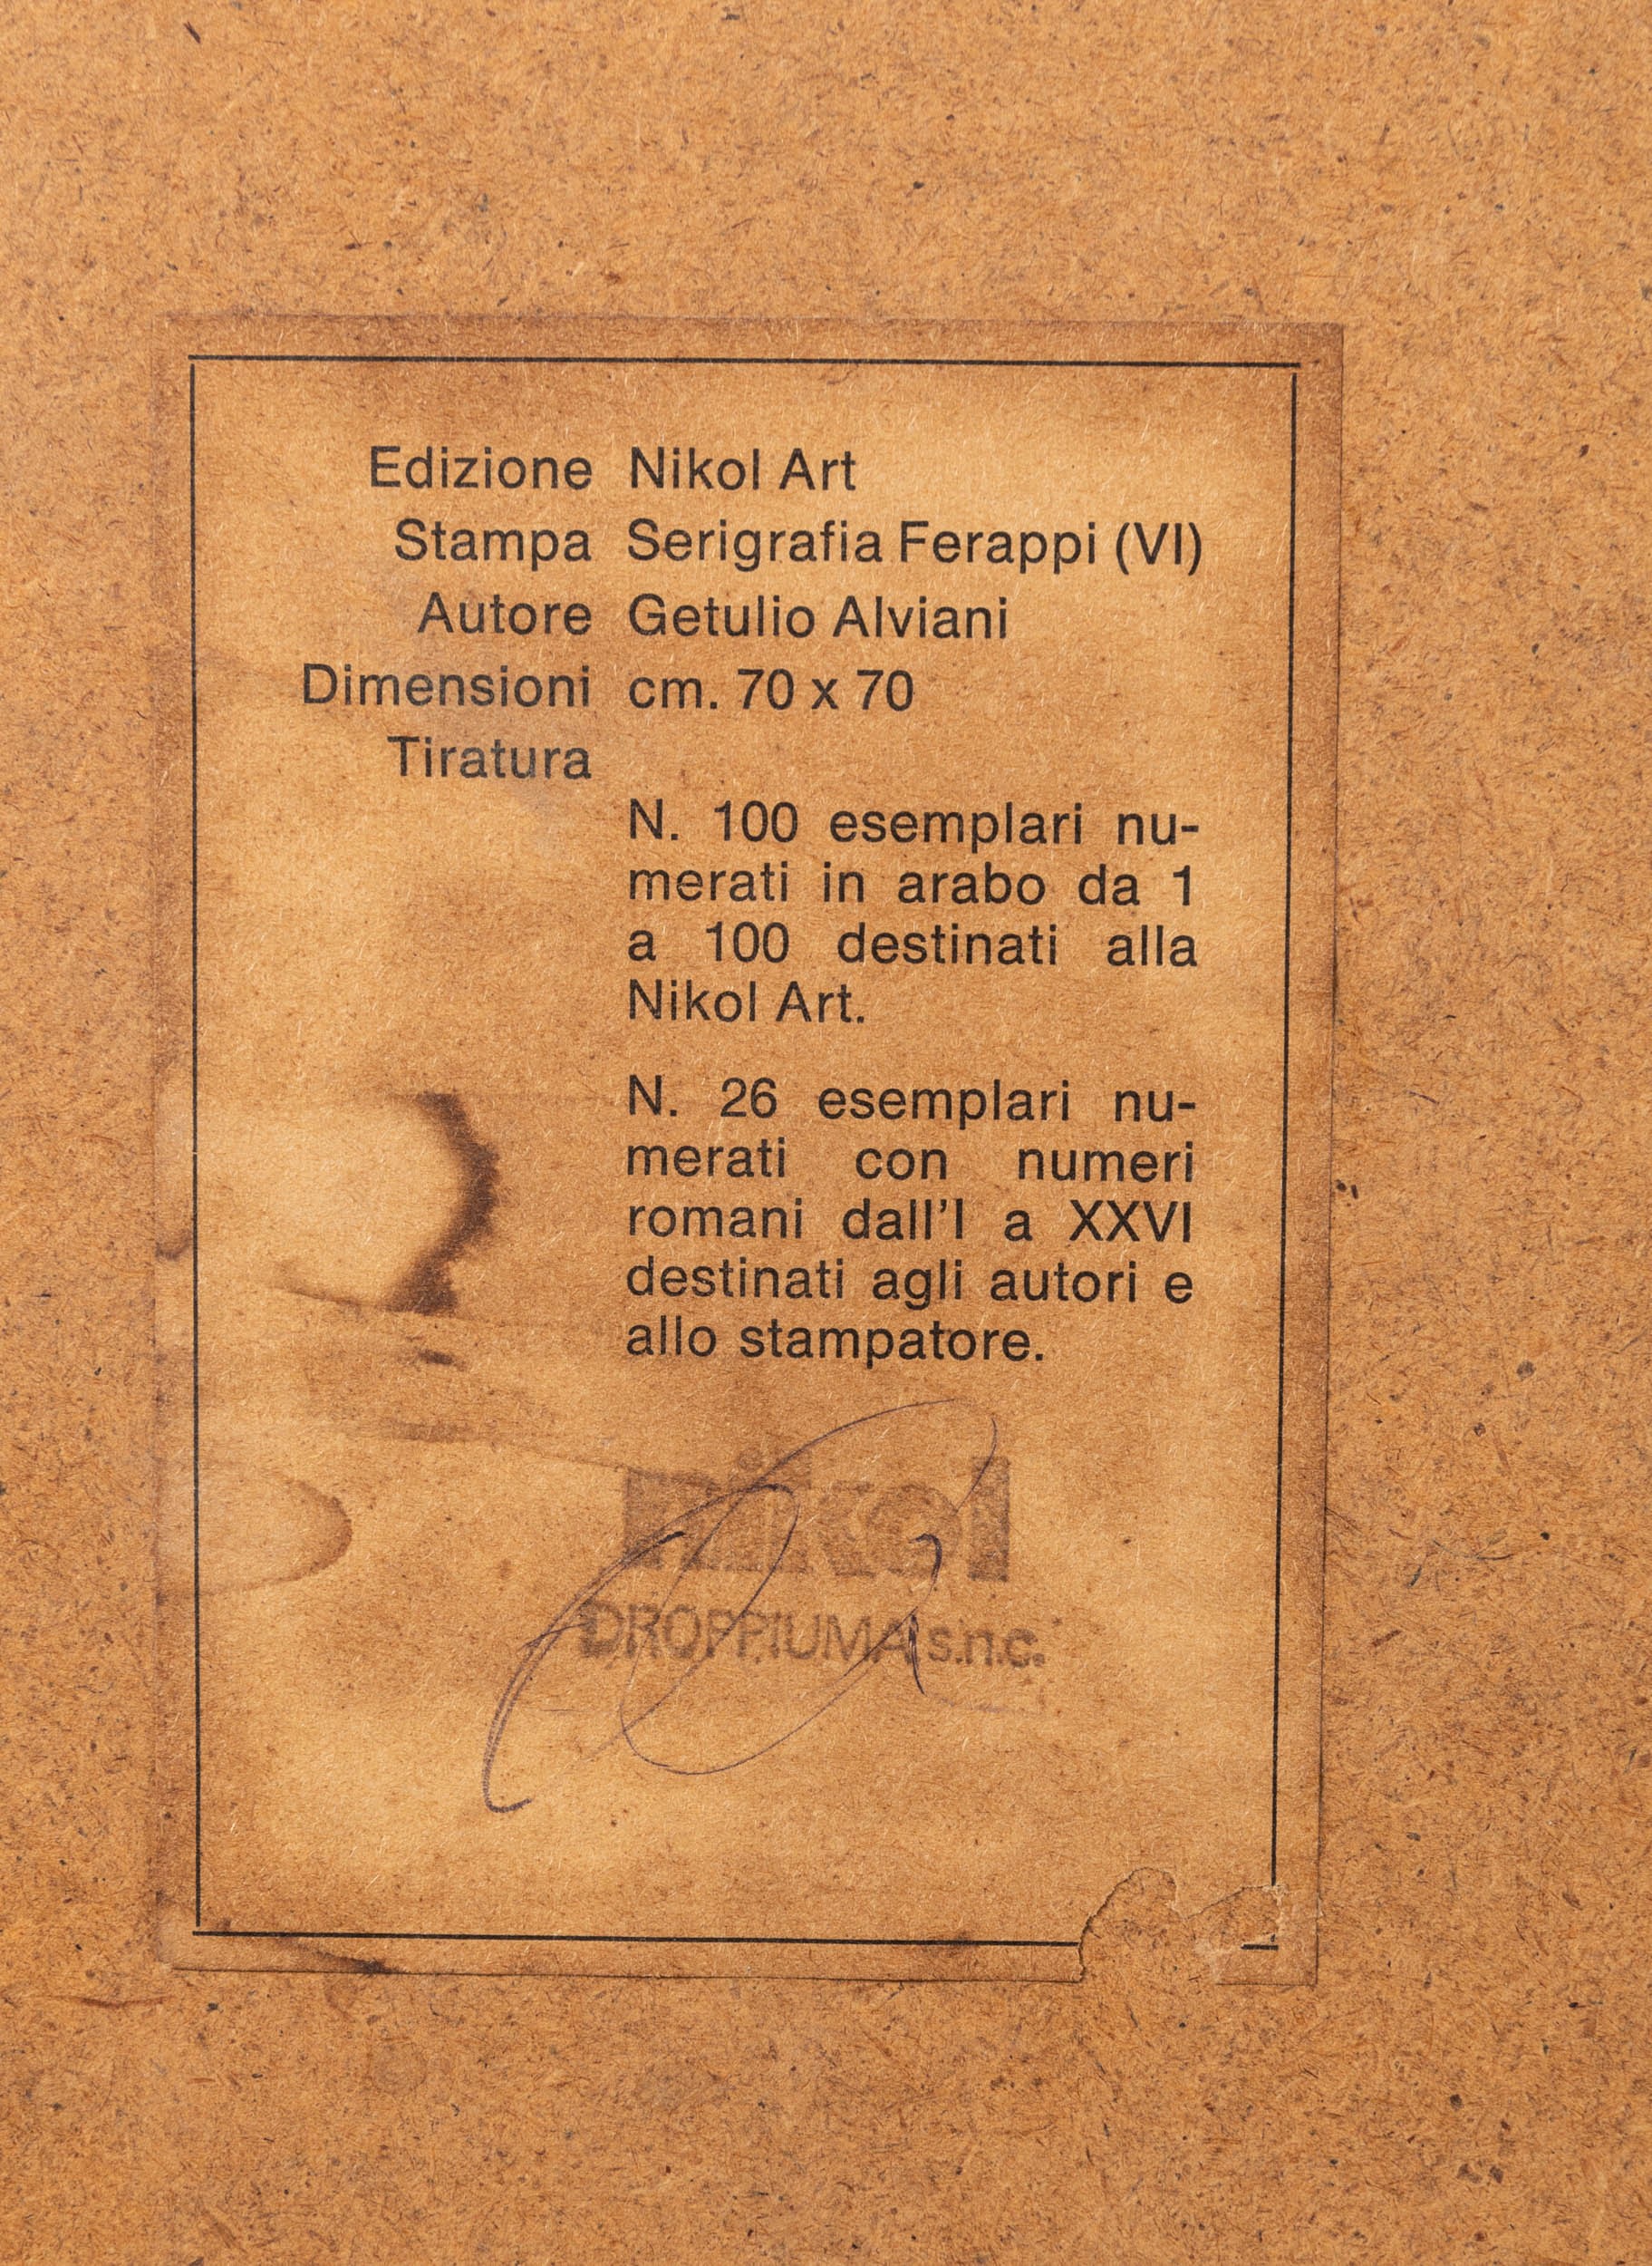 Edizione Nikol Art
Stampa Serigrafia Ferappi (VI)
Autore Getulio Alviani
Dimensioni cm. 70 x 70
Tiratura
N. 100 esemplari nu-
merati in arabo da 1
a 100 destinati alla
Nikol Art.
N. 26 esemplari nu-
merati con numeri
romani dall'I a XXVI
destinati agli autori e
allo stampatore.
nikol
s.n.c.